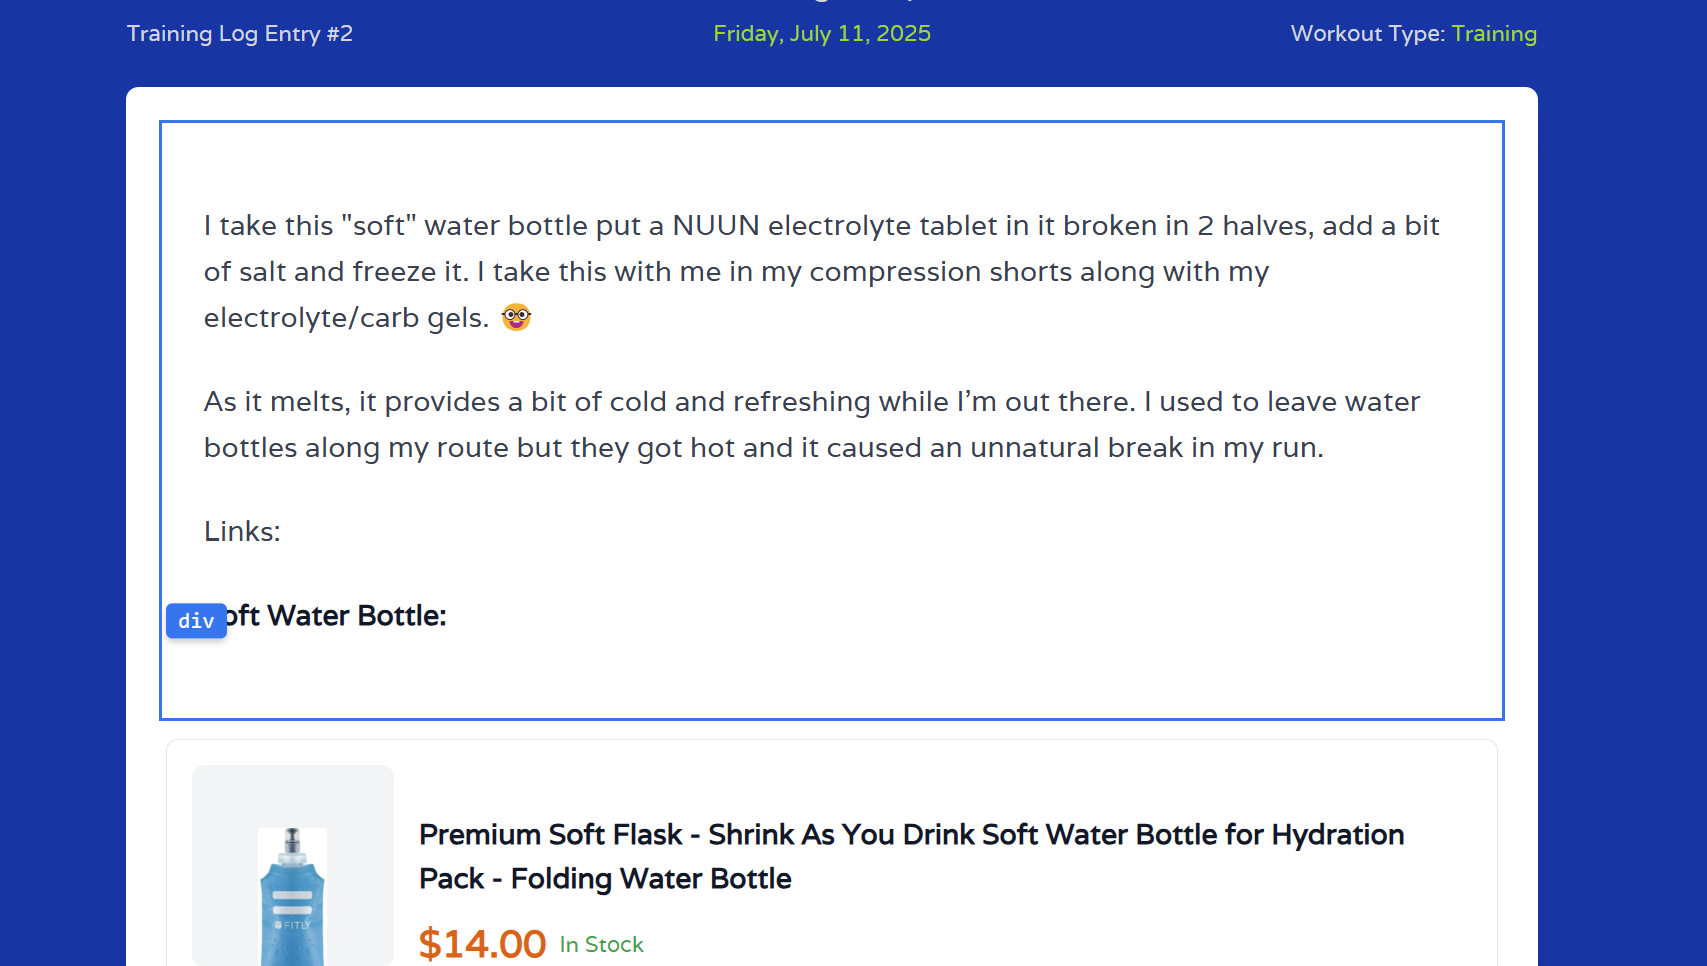 Training Log Entry #2
Friday, July 11, 2025
Workout Type: Training
I take this "soft" water bottle put a NUUN electrolyte tablet in it broken in 2 halves, add a bit
of salt and freeze it. I take this with me in my compression shorts along with my
electrolyte/carb gels. 🤓
As it melts, it provides a bit of cold and refreshing while I’m out there. I used to leave water
bottles along my route but they got hot and it caused an unnatural break in my run.
Links:
div
oft Water Bottle:
Premium Soft Flask - Shrink As You Drink Soft Water Bottle for Hydration
Pack - Folding Water Bottle
FITLY
$14.00 In Stock